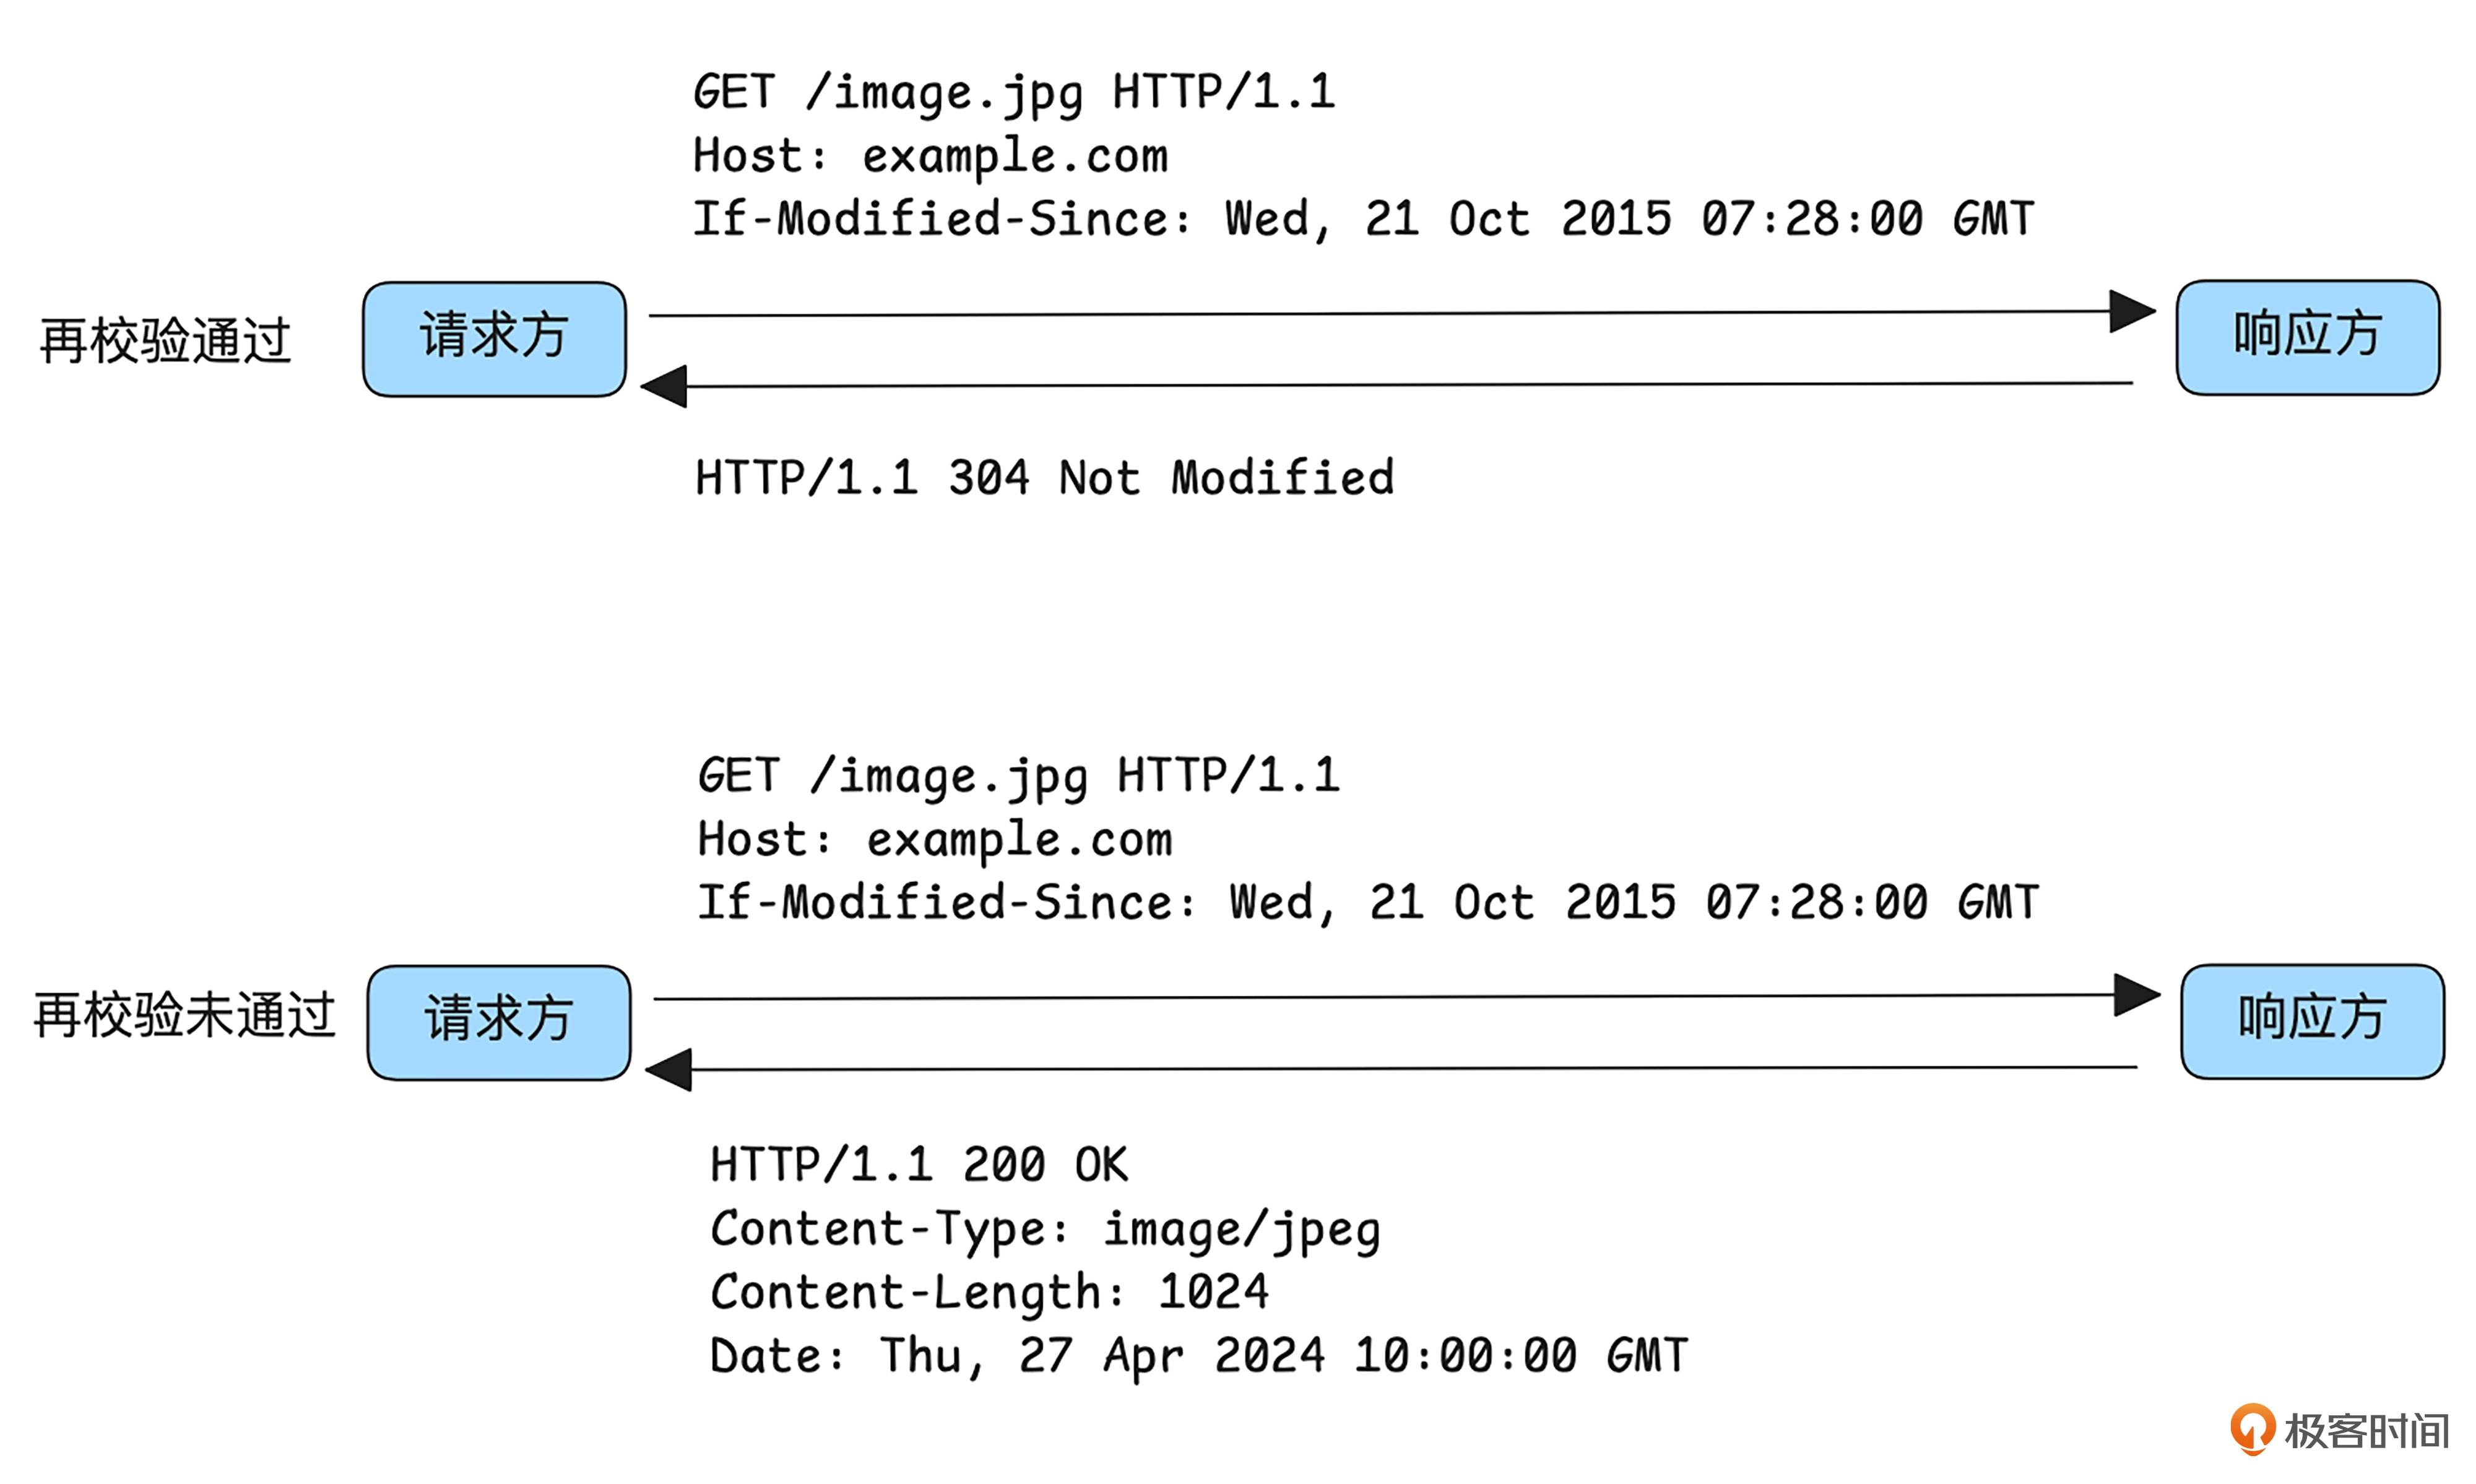 GET /image.jpg HTTP/1.1
Host: example.com
If-Modified-Since: Wed, 21 Oct 2015 07:28:00 GMT
再校验通过
请求方
响应方
HTTP/1.1 304 Not Modified
GET /image.jpg HTTP/1.1
Host: example.com
If-Modified-Since: Wed, 21 Oct 2015 07:28:00 GMT
再校验未通过
请求方
响应方
HTTP/1.1 200 OK
Content-Type: image/jpeg
Content-Length: 1024
Date: Thu, 27 Apr 2024 10:00:00 GMT
极客时间